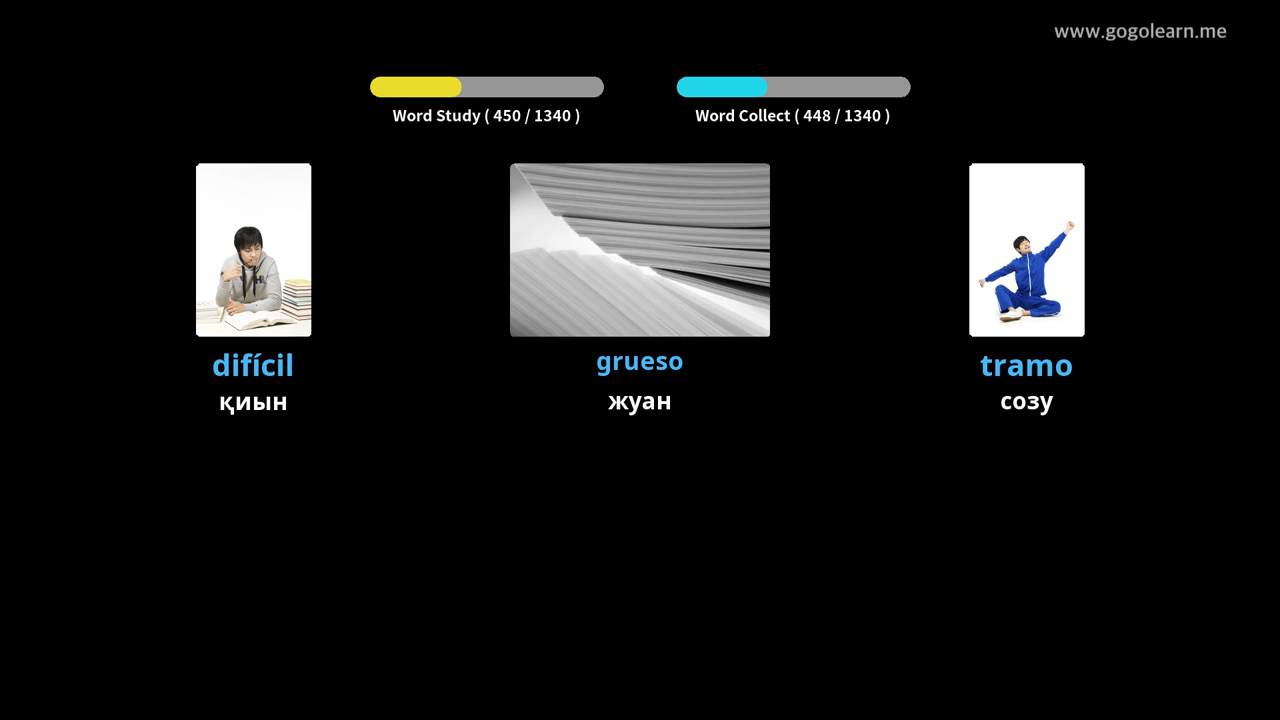 www.gogolearn.me
Word Study ( 450 / 1340 )
Word Collect ( 448 / 1340 )
difícil
қиын
grueso
жуан
tramo
созу